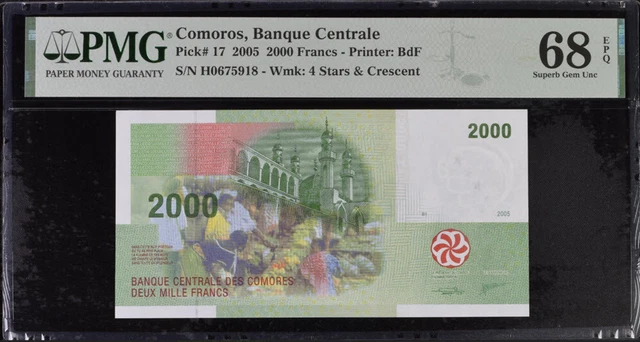 PMG
PAPER MONEY GUARANTY
Comoros, Banque Centrale
Pick# 17 2005 2000 Francs - Printer: BdF
S/N H0675918 - Wmk: 4 Stars & Crescent
68
EPQ
Superb Gem Unc
2000
2000
2005
BANQUE CENTRALE DES COMORES
DEUX MILLE FRANCS